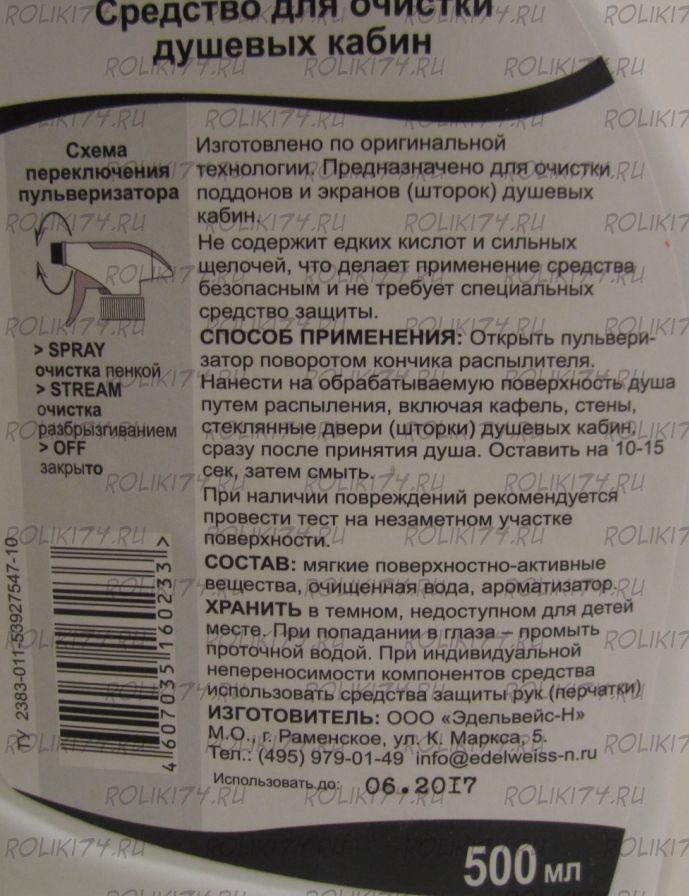 Средство для очистки
душевых кабин
Схема
переключения
пульверизатора
> SPRAY
очистка пенкой
> STREAM
очистка
разбрызгиванием
> OFF
закрыто
Изготовлено по оригинальной
технологии. Предназначено для очистки
поддонов и экранов (шторок) душевых
кабин.
Не содержит едких кислот и сильных
щелочей, что делает применение средства
безопасным и не требует специальных
средство защиты.
СПОСОБ ПРИМЕНЕНИЯ: Открыть пульвери-
затор поворотом кончика распылителя.
Нанести на обрабатываемую поверхность душа
путем распыления, включая кафель, стены,
стеклянные двери (шторки) душевых кабин,
сразу после принятия душа. Оставить на 10-15
сек, затем смыть.
При наличии повреждений рекомендуется
провести тест на незаметном участке
поверхности.
СОСТАВ: мягкие поверхностно-активные
вещества, очищенная вода, ароматизатор.
ХРАНИТЬ в темном, недоступном для детей
месте. При попадании в глаза – промыть
проточной водой. При индивидуальной
непереносимости компонентов средства
использовать средства защиты рук (перчатки)
ИЗГОТОВИТЕЛЬ: ООО «Эдельвейс-Н»
М.О., г. Раменское, ул. К. Маркса, 5.
Тел.: (495) 979-01-49 info@edelweiss-n.ru
Использовать до: 06.2017
ТУ 2383-011-53927547-10
4 607035 160233 >
500 мл
ROLIKI74.RU